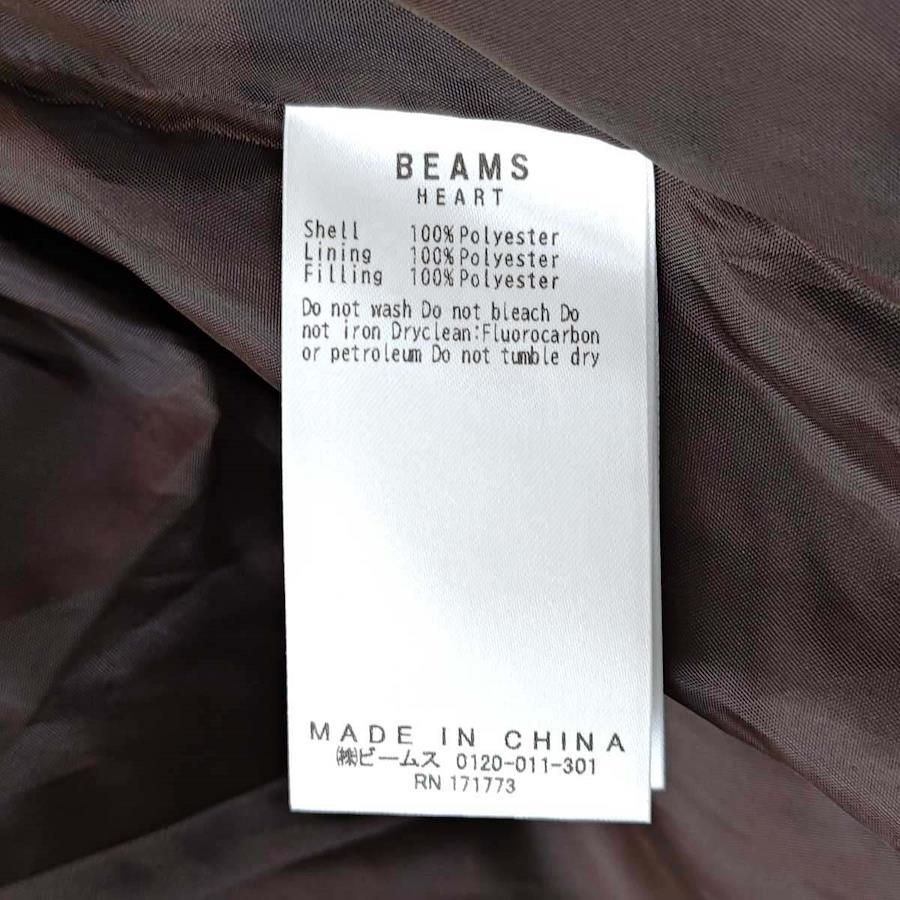 BEAMS
HEART
Shell 100% Polyester
Lining 100% Polyester
Filling 100% Polyester
Do not wash Do not bleach Do
not iron Dryclean:Fluorocarbon
or petroleum Do not tumble dry
MADE IN CHINA
㈱ビームス 0120-011-301
RN 171773